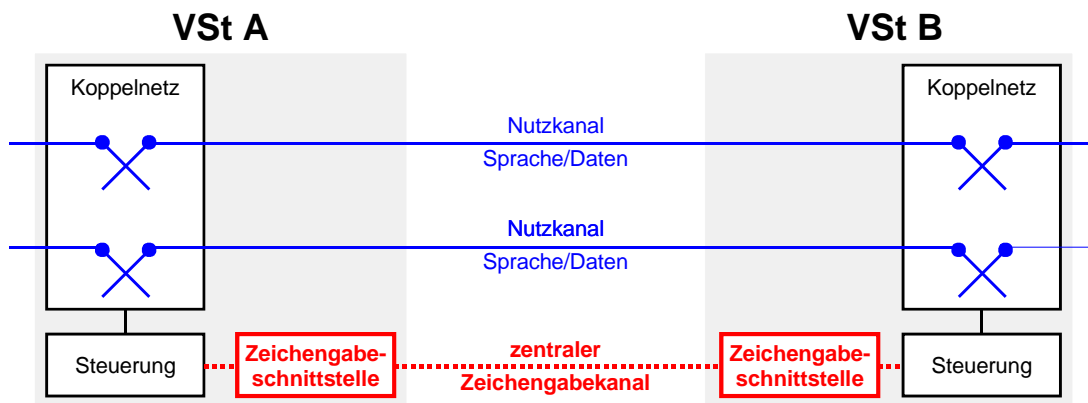 VSt A
VSt B
Koppelnetz
Koppelnetz
Nutzkanal
Sprache/Daten
Nutzkanal
Sprache/Daten
Steuerung
Zeichengabe-
schnittstelle
zentraler
Zeichengabekanal
Zeichengabe-
schnittstelle
Steuerung